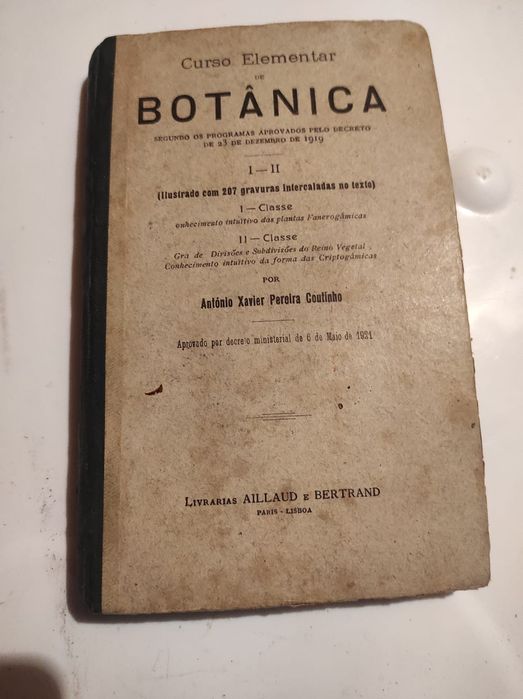 Curso Elementar
DE
BOTÂNICA
SEGUNDO OS PROGRAMAS APROVADOS PELO DECRETO
DE 23 DE DEZEMBRO DE 1919
I — II
(Ilustrado com 207 gravuras intercaladas no texto)
I — Classe
onhecimento intuitivo das plantas Fanerogâmicas
II — Classe
Gra de Divisões e Subdivisões do Reino Vegetal.
Conhecimento intuitivo da forma das Criptogâmicas
POR
António Xavier Pereira Coutinho
Aprovado por decreto ministerial de 6 de Maio de 1921
LIVRARIAS AILLAUD E BERTRAND
PARIS - LISBOA